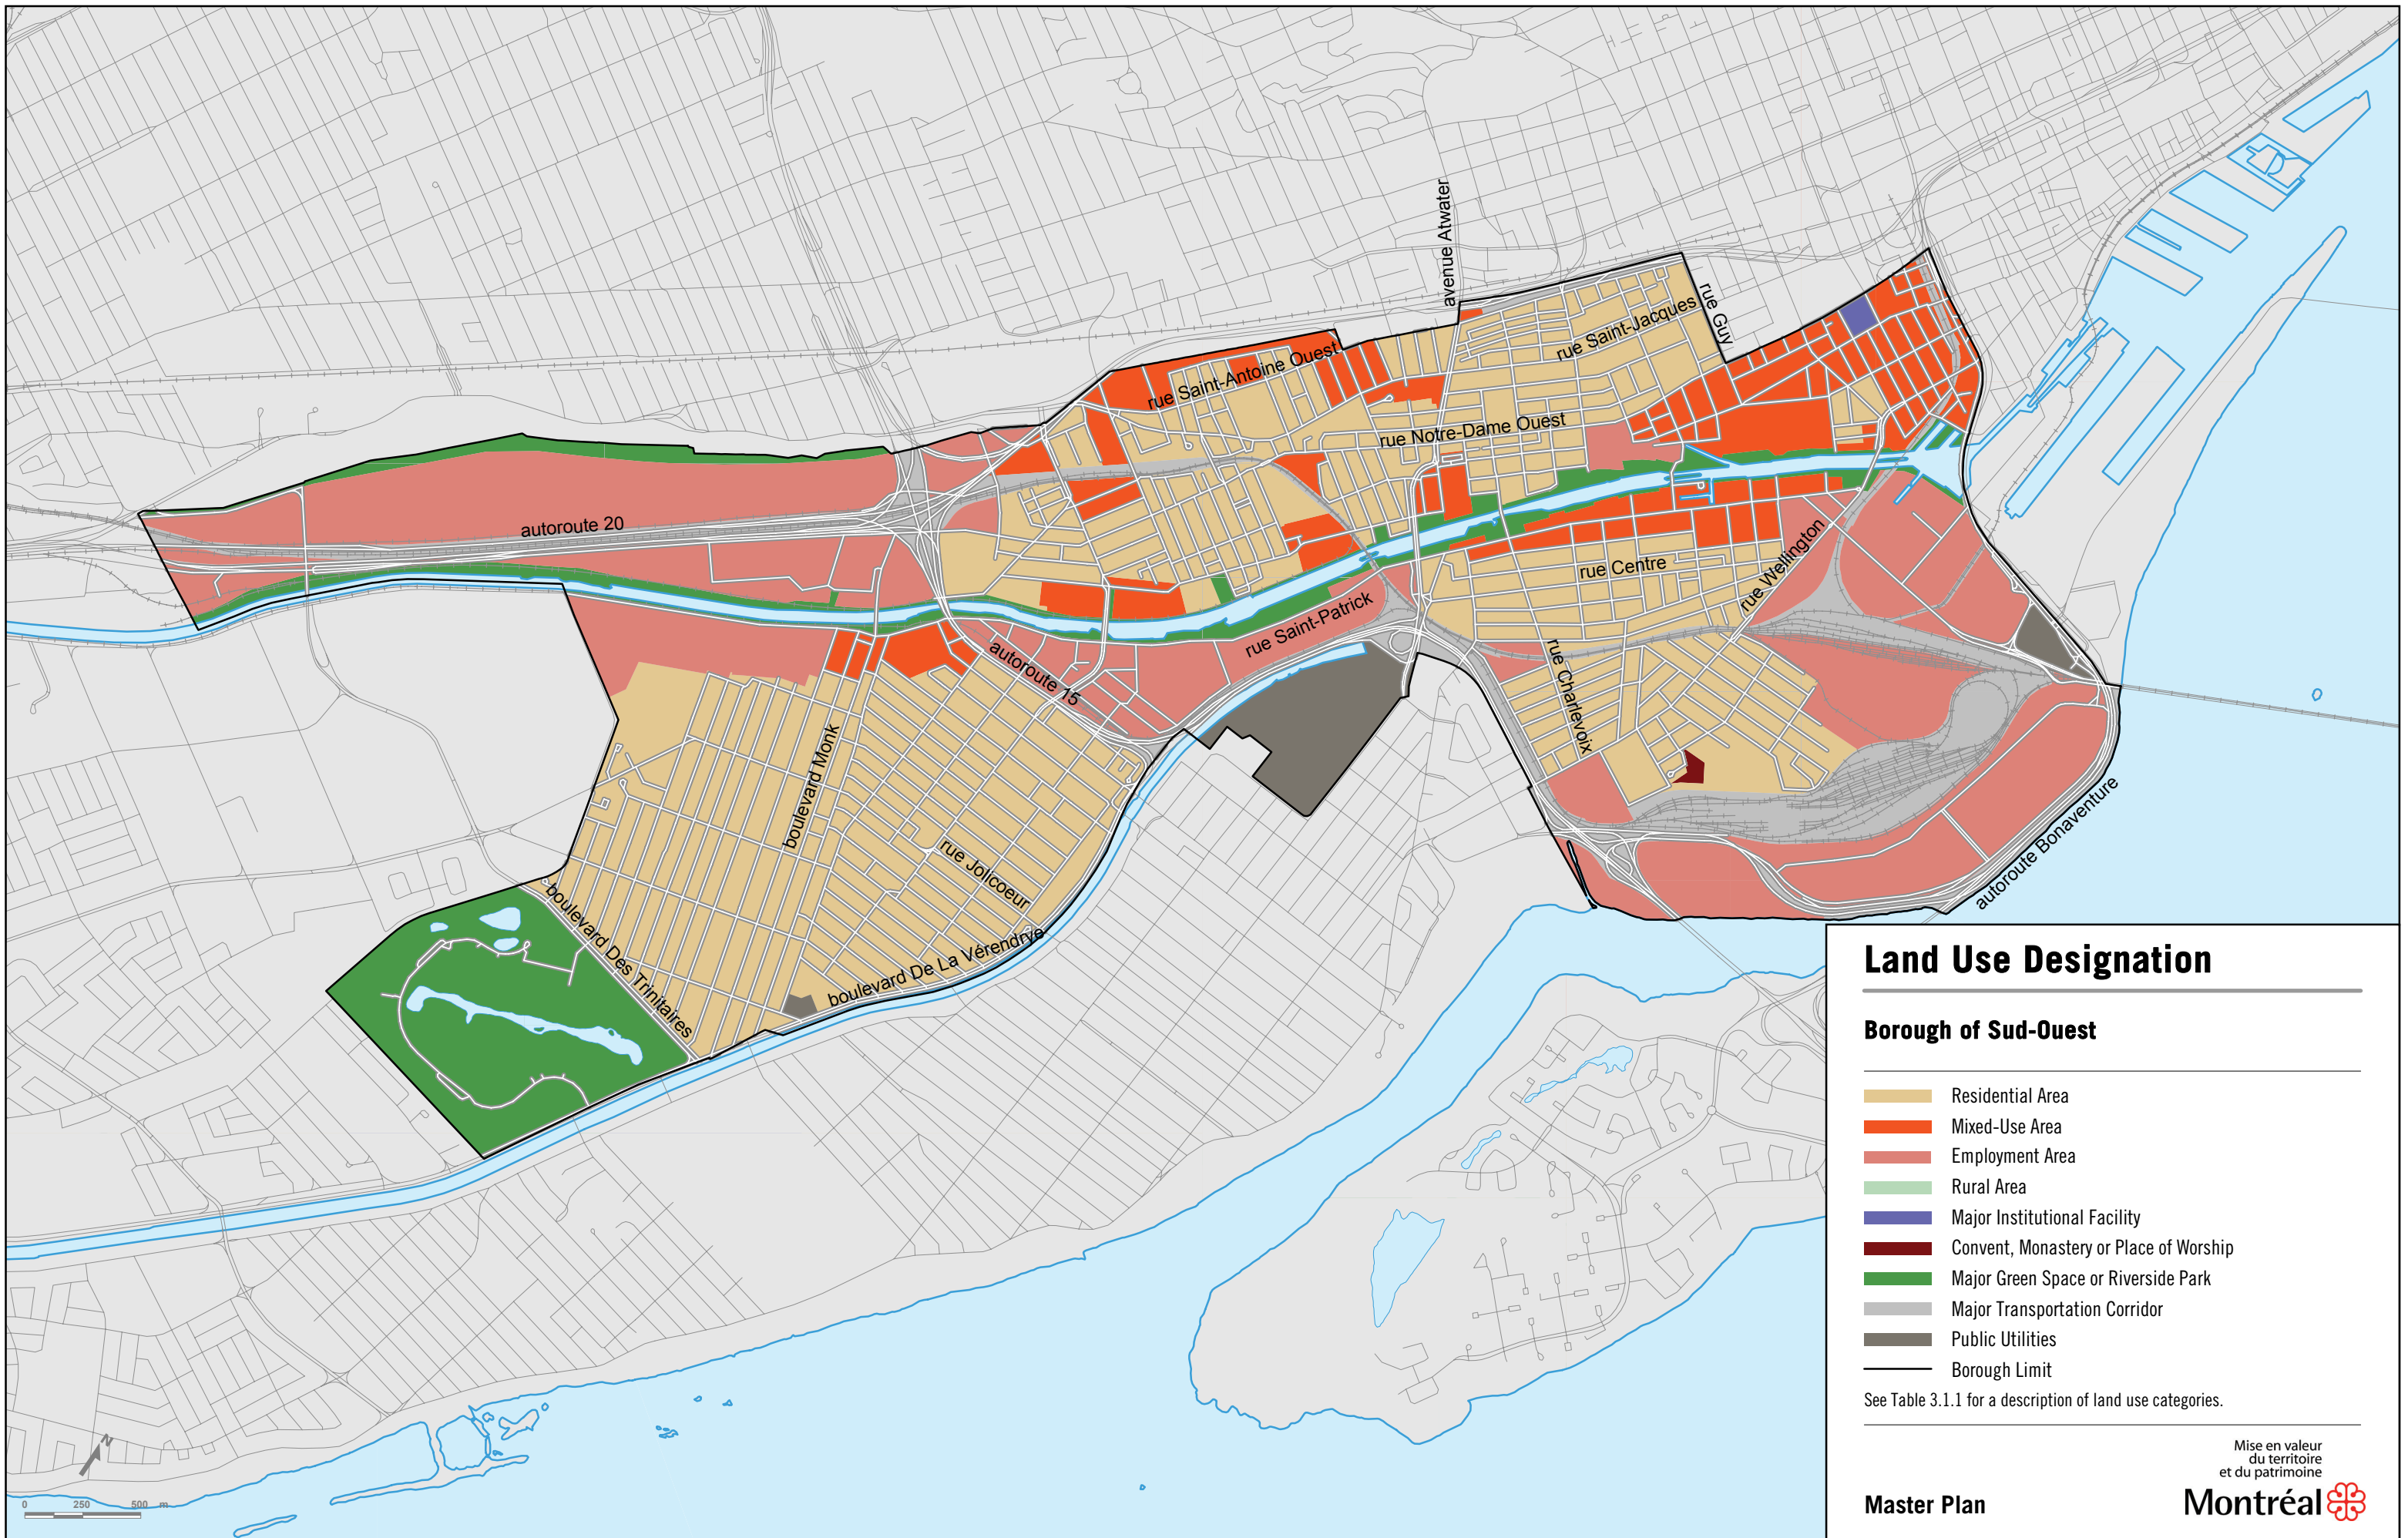 avenue Atwater
rue Guy
rue Saint-Jacques
rue Saint-Antoine Ouest
rue Notre-Dame Ouest
autoroute 20
rue Centre
rue Wellington
rue Saint-Patrick
autoroute 15
rue Charlevoix
boulevard Monk
rue Jolicoeur
autoroute Bonaventure
boulevard Des Trinitaires
boulevard De La Vérendrye
Land Use Designation
Borough of Sud-Ouest
Residential Area
Mixed-Use Area
Employment Area
Rural Area
Major Institutional Facility
Convent, Monastery or Place of Worship
Major Green Space or Riverside Park
Major Transportation Corridor
Public Utilities
Borough Limit
See Table 3.1.1 for a description of land use categories.
Mise en valeur
du territoire
et du patrimoine
Master Plan
Montréal
N
0 250 500 m